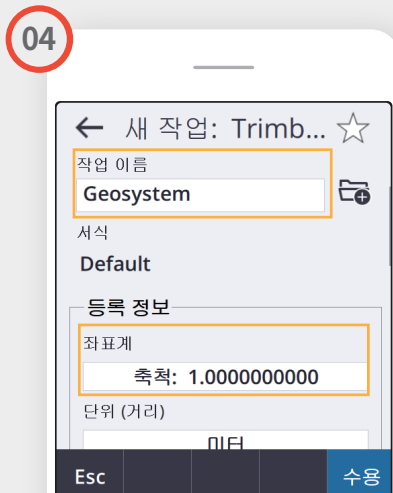 04
새 작업: Trimb...
작업 이름
Geosystem
서식
Default
등록 정보
좌표계
축척: 1.0000000000
단위 (거리)
미터
Esc
수용